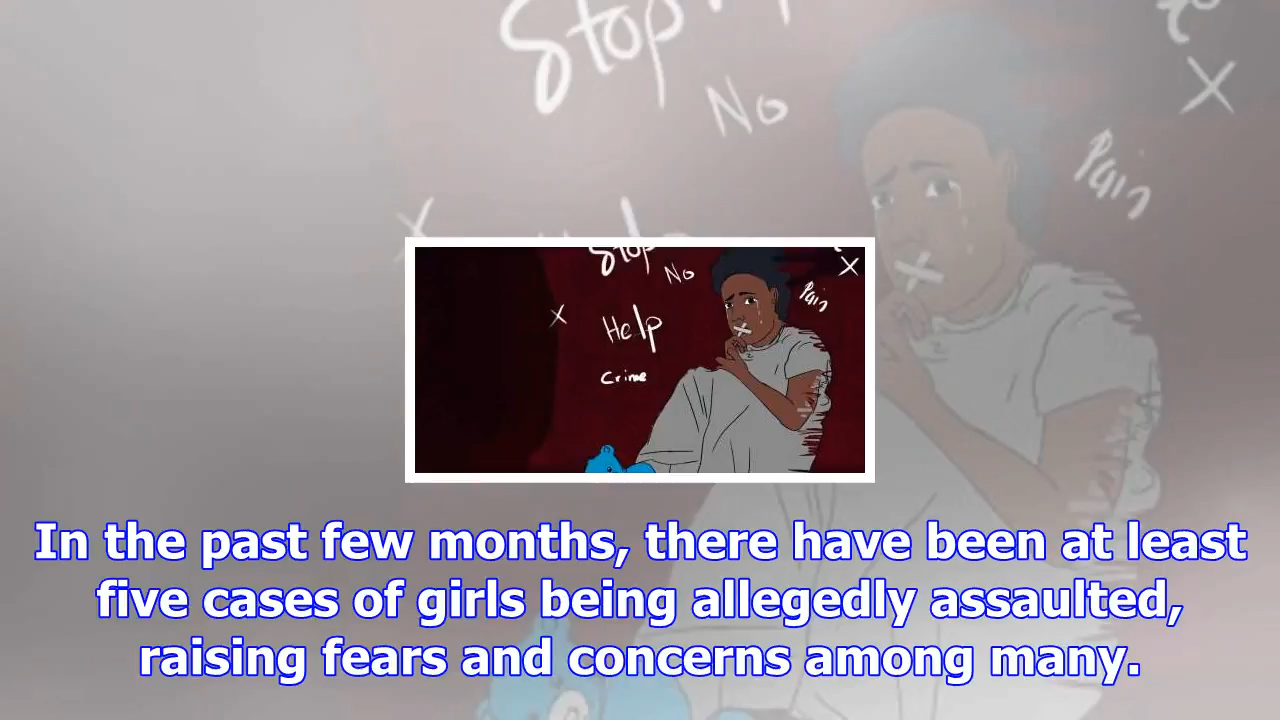 Stop
No
Pain
X
Stop
No
X
Pain
X
Help
Crime
In the past few months, there have been at least
five cases of girls being allegedly assaulted,
raising fears and concerns among many.